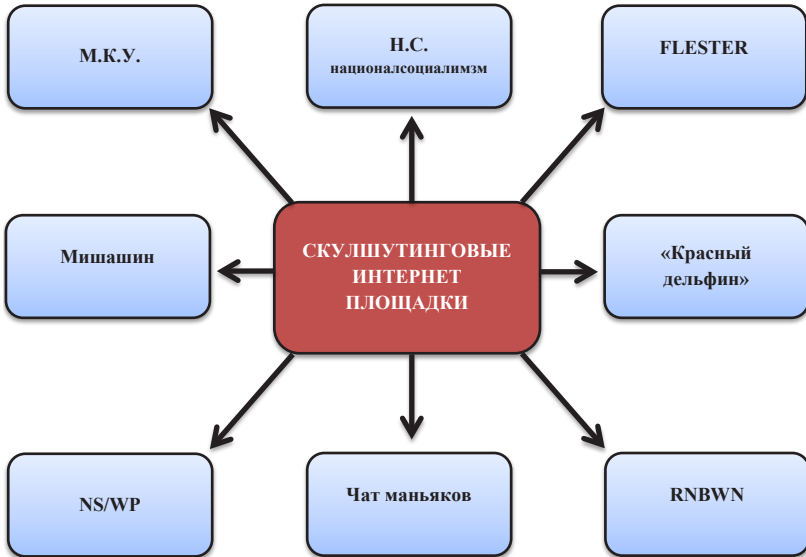 М.К.У.
Н.С.
националсоциалимзм
FLESTER
Мишашин
СКУЛШУТИНГОВЫЕ
ИНТЕРНЕТ
ПЛОЩАДКИ
«Красный
дельфин»
NS/WP
Чат маньяков
RNBWN